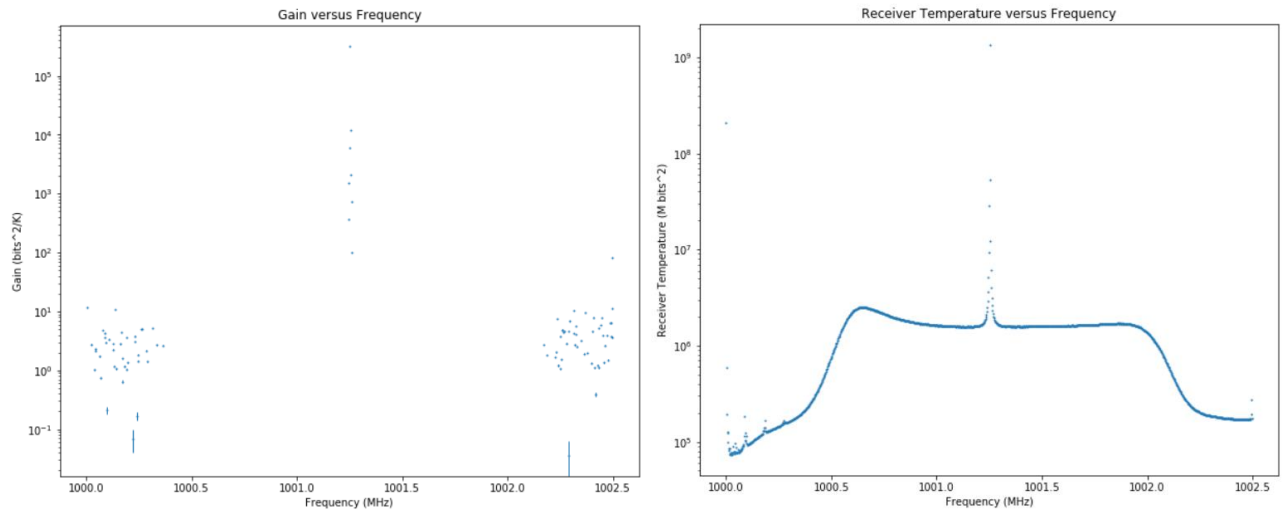 Gain versus Frequency
Gain (bits^2/K)
10^5
10^4
10^3
10^2
10^1
10^0
10^-1
1000.0 1000.5 1001.0 1001.5 1002.0 1002.5
Frequency (MHz)
Receiver Temperature versus Frequency
Receiver Temperature (M bits^2)
10^9
10^8
10^7
10^6
10^5
1000.0 1000.5 1001.0 1001.5 1002.0 1002.5
Frequency (MHz)